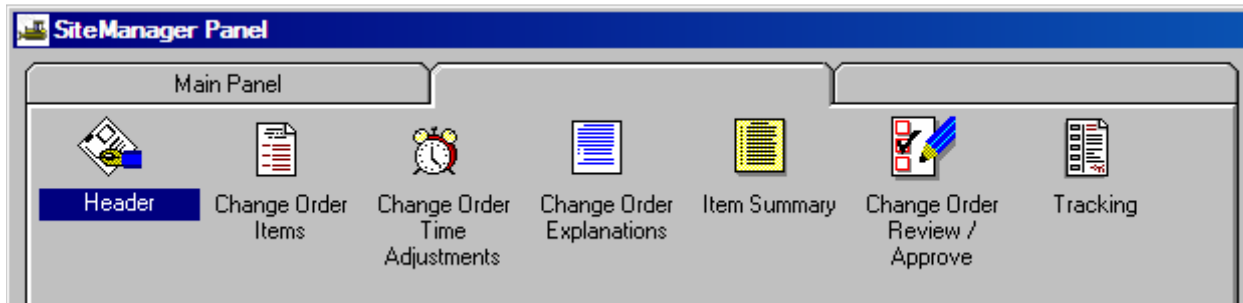 SiteManager Panel
Main Panel
Header
Change Order
Items
Change Order
Time
Adjustments
Change Order
Explanations
Item Summary
Change Order
Review /
Approve
Tracking